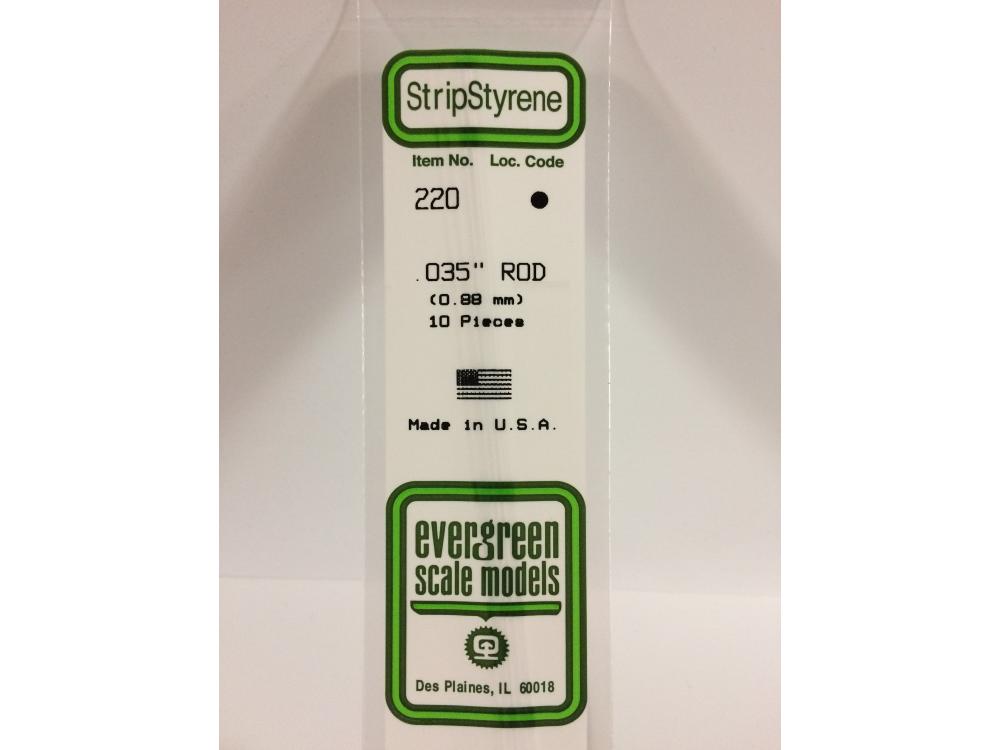 StripStyrene
Item No. Loc. Code
220
.035" ROD
(0.88 mm)
10 Pieces
Made in U.S.A.
evergreen
scale models
Des Plaines, IL 60018